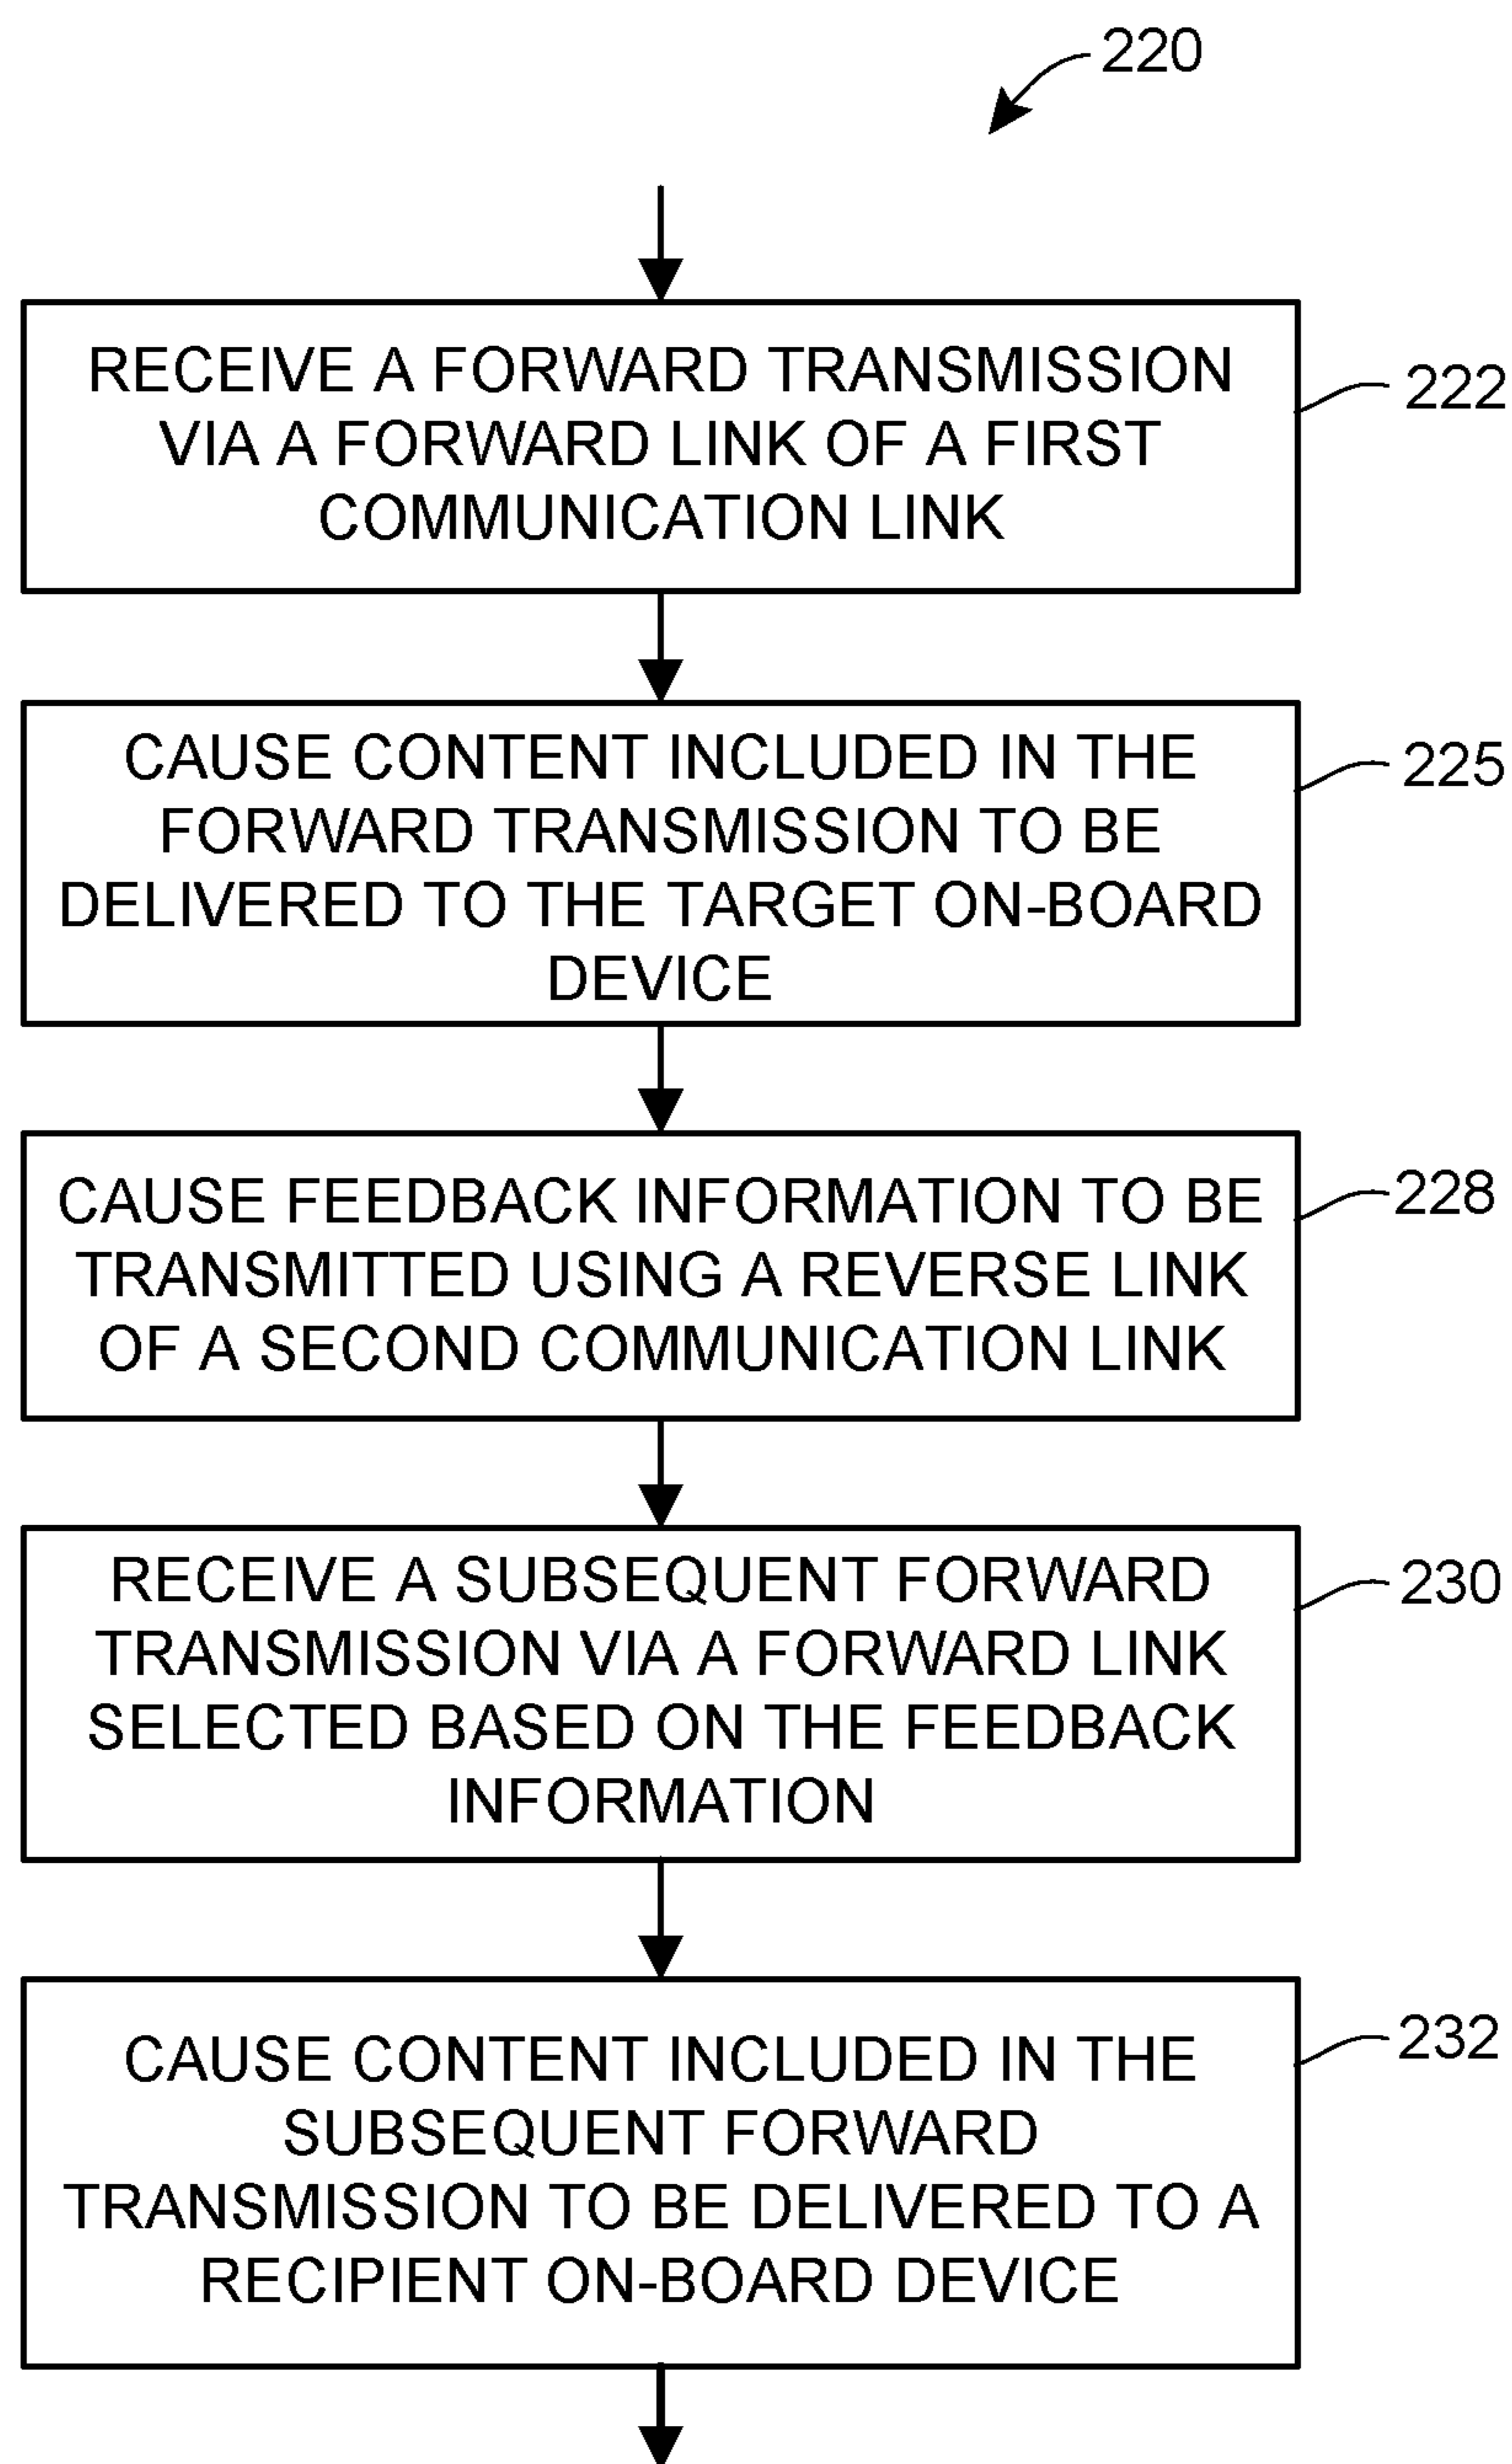 220
RECEIVE A FORWARD TRANSMISSION
VIA A FORWARD LINK OF A FIRST
COMMUNICATION LINK
222
CAUSE CONTENT INCLUDED IN THE
FORWARD TRANSMISSION TO BE
DELIVERED TO THE TARGET ON-BOARD
DEVICE
225
CAUSE FEEDBACK INFORMATION TO BE
TRANSMITTED USING A REVERSE LINK
OF A SECOND COMMUNICATION LINK
228
RECEIVE A SUBSEQUENT FORWARD
TRANSMISSION VIA A FORWARD LINK
SELECTED BASED ON THE FEEDBACK
INFORMATION
230
CAUSE CONTENT INCLUDED IN THE
SUBSEQUENT FORWARD
TRANSMISSION TO BE DELIVERED TO A
RECIPIENT ON-BOARD DEVICE
232